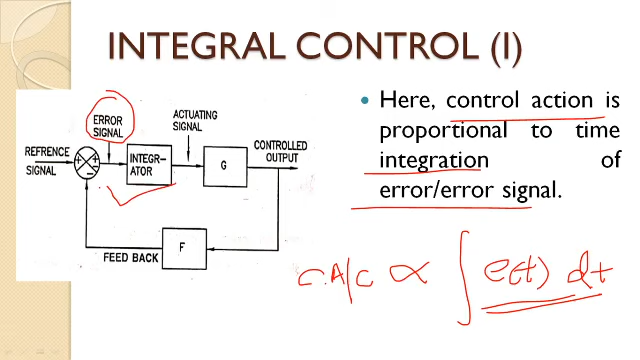 INTEGRAL CONTROL (I)
ERROR
SIGNAL
ACTUATING
SIGNAL
CONTROLLED
OUTPUT
REFRENCE
SIGNAL
+ +
−
INTEGR-
ATOR
G
F
FEED BACK
Here, control action is
proportional to time
integration of
error/error signal.
C.A/C ∝ ∫ e(t) dt